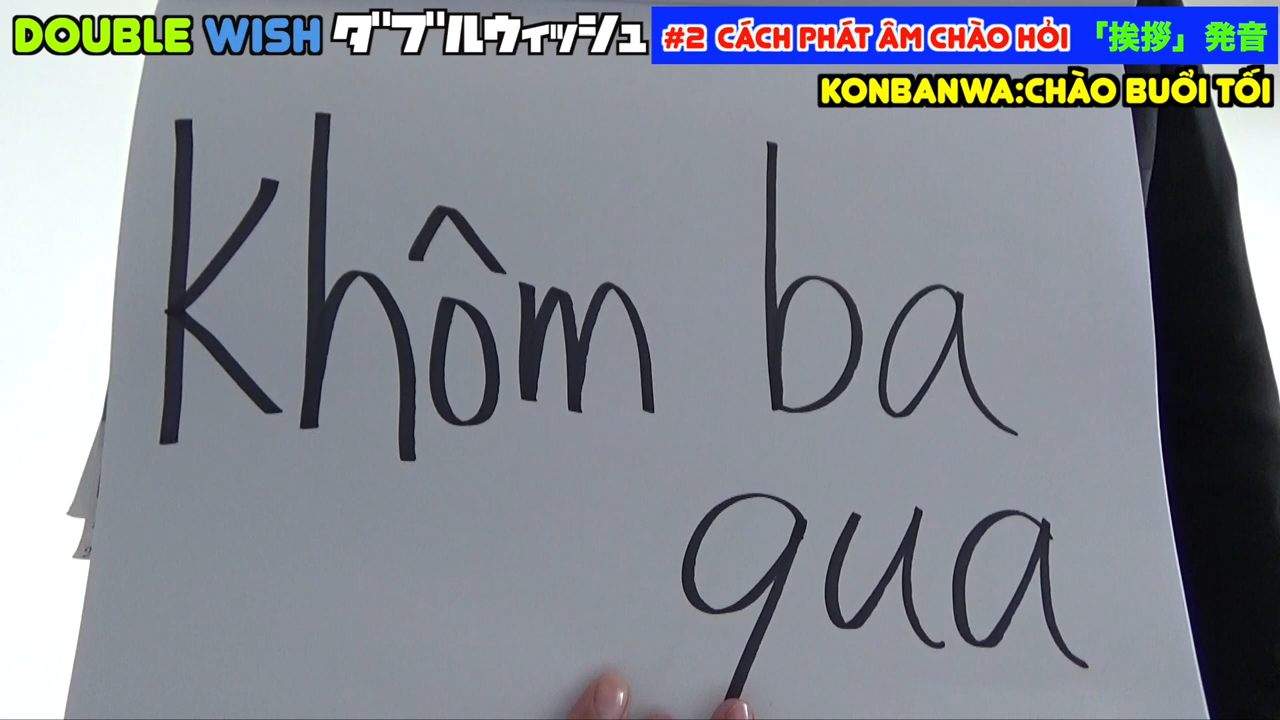 DOUBLE WISH ダブルウィッシュ #2 CÁCH PHÁT ÂM CHÀO HỎI 「挨拶」発音
KONBANWA:CHÀO BUỔI TỐI
Khôm ba
qua